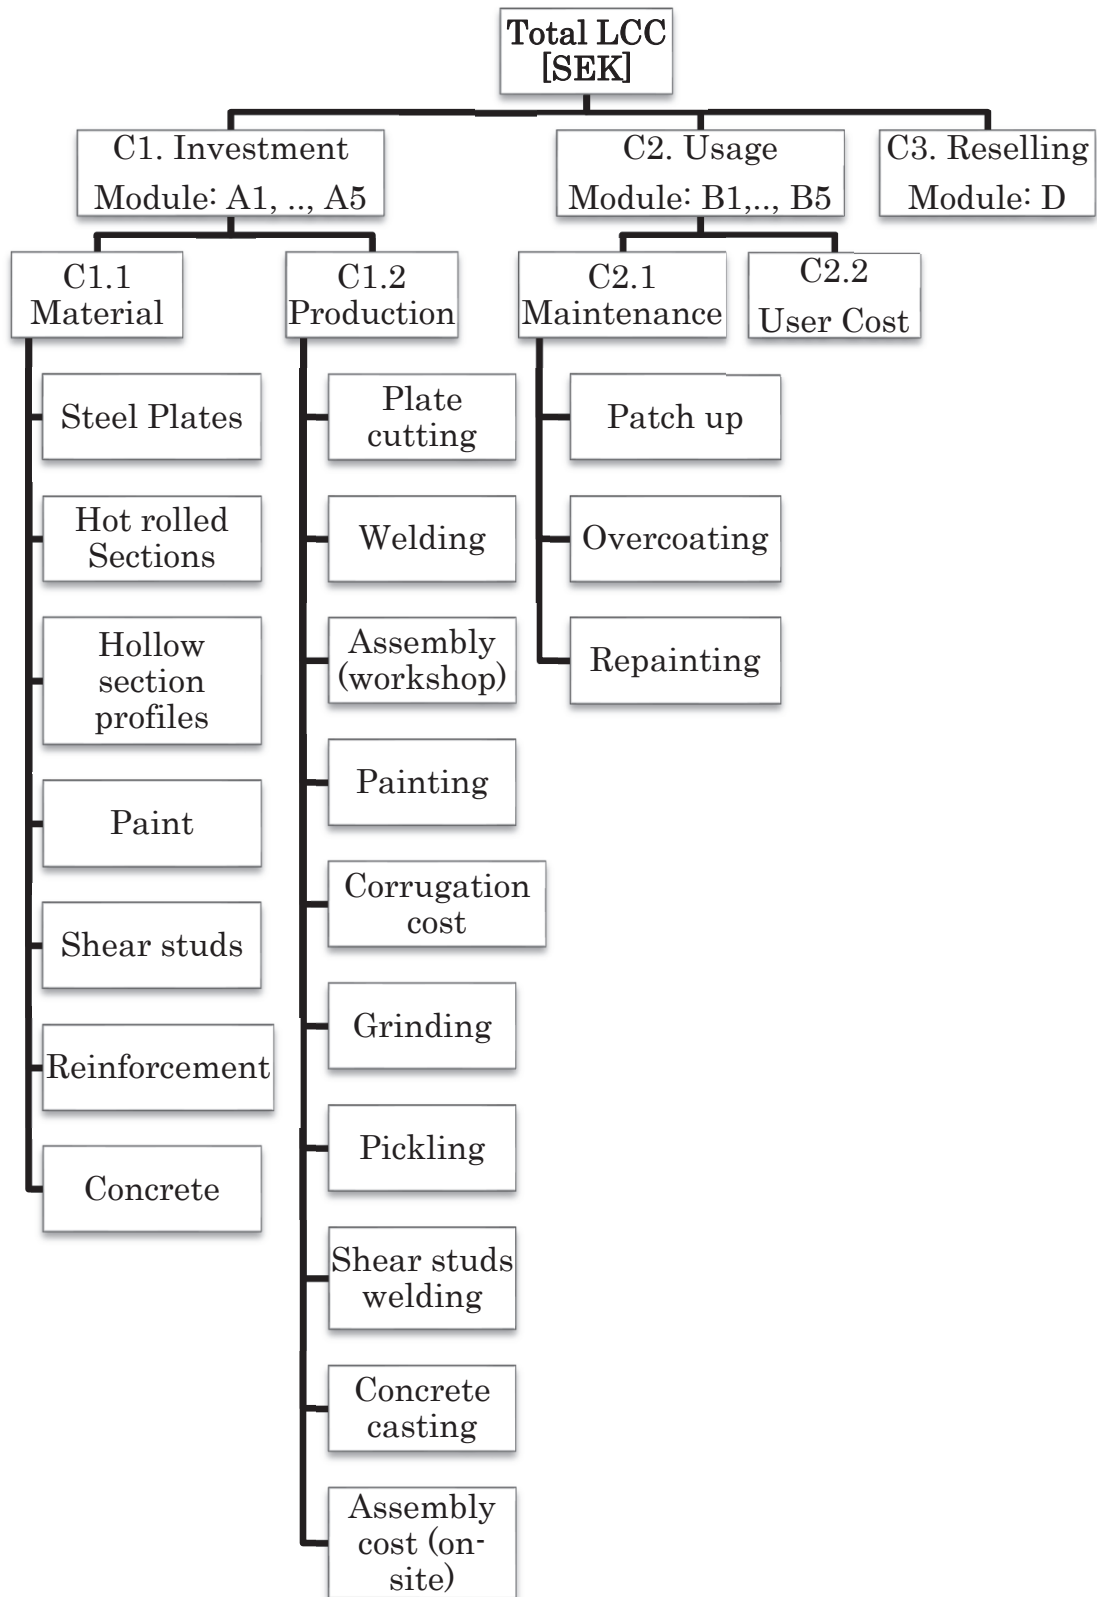 Total LCC
[SEK]
C1. Investment
Module: A1, .., A5
C2. Usage
Module: B1,.., B5
C3. Reselling
Module: D
C1.1
Material
C1.2
Production
C2.1
Maintenance
C2.2
User Cost
Steel Plates
Hot rolled
Sections
Hollow
section
profiles
Paint
Shear studs
Reinforcement
Concrete
Plate
cutting
Welding
Assembly
(workshop)
Painting
Corrugation
cost
Grinding
Pickling
Shear studs
welding
Concrete
casting
Assembly
cost (on-
site)
Patch up
Overcoating
Repainting